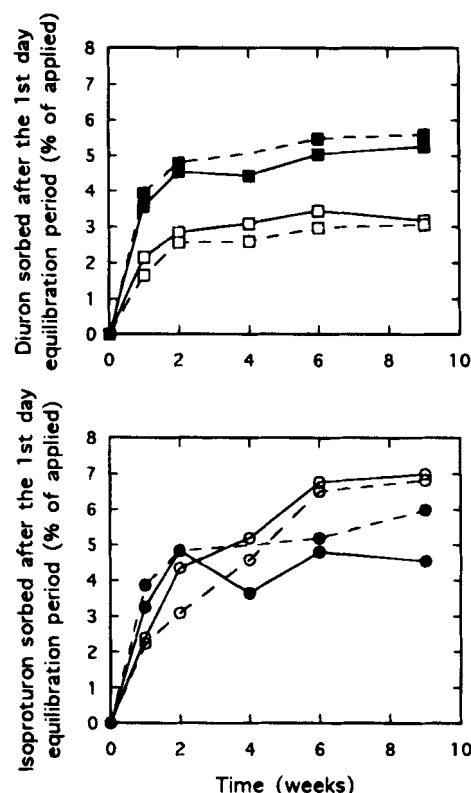 Diuron sorbed after the 1st day
equilibration period (% of applied)
8
7
6
5
4
3
2
1
0
0 2 4 6 8 10
Isoproturon sorbed after the 1st day
equilibration period (% of applied)
8
7
6
5
4
3
2
1
0
0 2 4 6 8 10
Time (weeks)